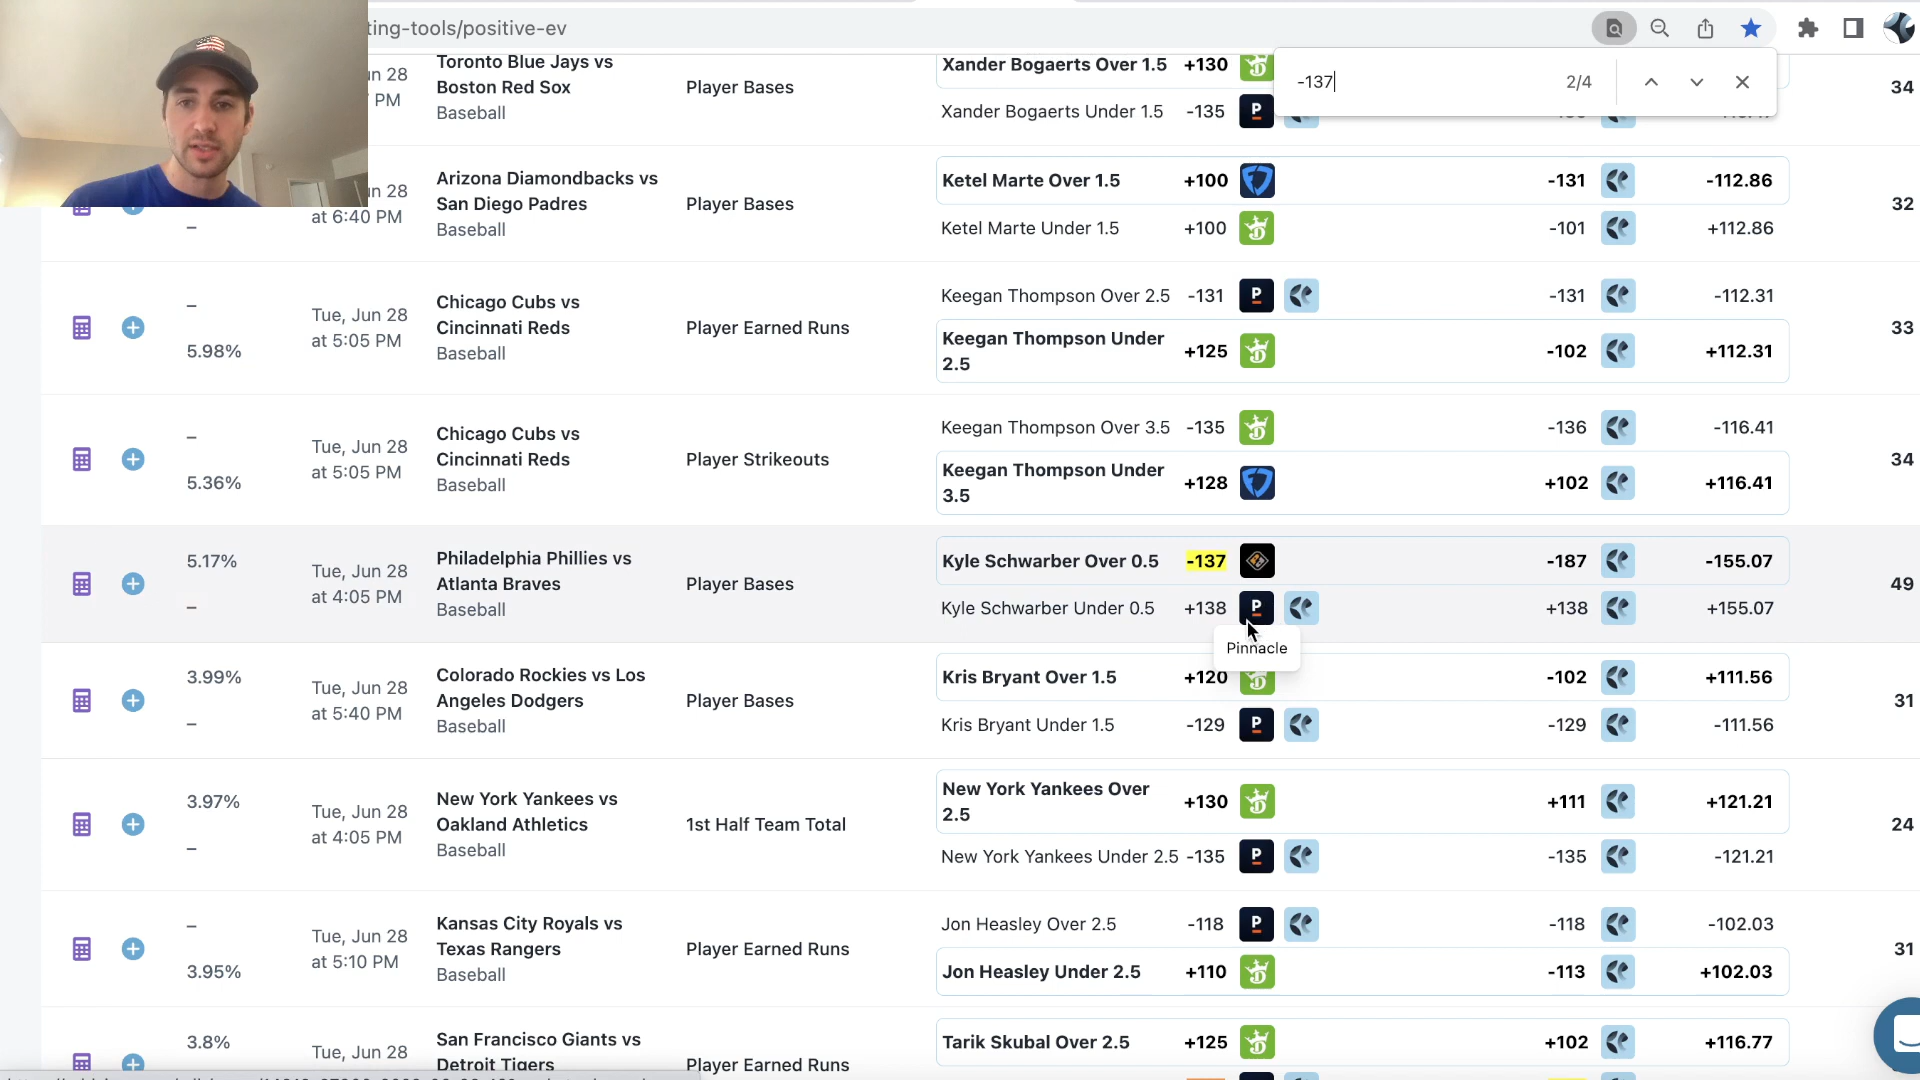 ting-tools/positive-ev
-137
2/4
Toronto Blue Jays vs
Boston Red Sox
Baseball
Player Bases
Xander Bogaerts Over 1.5 +130
Xander Bogaerts Under 1.5 -135
34
un 28
PM
un 28
at 6:40 PM
–
Arizona Diamondbacks vs
San Diego Padres
Baseball
Player Bases
Ketel Marte Over 1.5 +100 -131 -112.86
Ketel Marte Under 1.5 +100 -101 +112.86
32
–
5.98%
Tue, Jun 28
at 5:05 PM
Chicago Cubs vs
Cincinnati Reds
Baseball
Player Earned Runs
Keegan Thompson Over 2.5 -131 P -131 -112.31
Keegan Thompson Under
2.5
+125 -102 +112.31
33
–
5.36%
Tue, Jun 28
at 5:05 PM
Chicago Cubs vs
Cincinnati Reds
Baseball
Player Strikeouts
Keegan Thompson Over 3.5 -135 -136 -116.41
Keegan Thompson Under
3.5
+128 +102 +116.41
34
5.17%
–
Tue, Jun 28
at 4:05 PM
Philadelphia Phillies vs
Atlanta Braves
Baseball
Player Bases
Kyle Schwarber Over 0.5 -137 -187 -155.07
Kyle Schwarber Under 0.5 +138 P +138 +155.07
Pinnacle
49
3.99%
–
Tue, Jun 28
at 5:40 PM
Colorado Rockies vs Los
Angeles Dodgers
Baseball
Player Bases
Kris Bryant Over 1.5 +120 -102 +111.56
Kris Bryant Under 1.5 -129 P -129 -111.56
31
3.97%
–
Tue, Jun 28
at 4:05 PM
New York Yankees vs
Oakland Athletics
Baseball
1st Half Team Total
New York Yankees Over
2.5
+130 +111 +121.21
New York Yankees Under 2.5 -135 P -135 -121.21
24
–
3.95%
Tue, Jun 28
at 5:10 PM
Kansas City Royals vs
Texas Rangers
Baseball
Player Earned Runs
Jon Heasley Over 2.5 -118 P -118 -102.03
Jon Heasley Under 2.5 +110 -113 +102.03
31
3.8%
Tue, Jun 28
San Francisco Giants vs
Detroit Tigers
Player Earned Runs
Tarik Skubal Over 2.5 +125 +102 +116.77